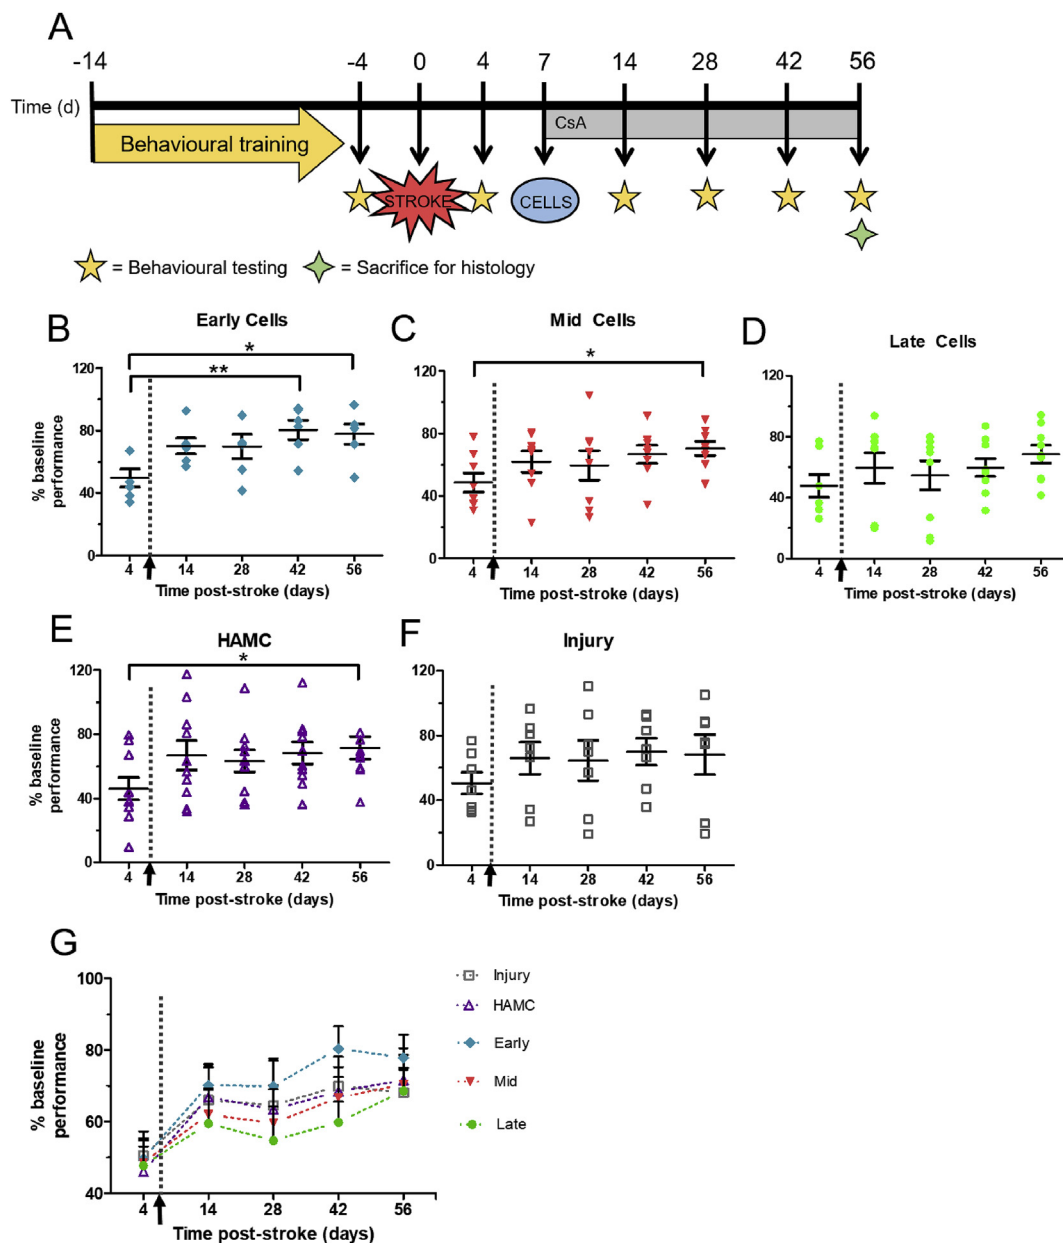 A
-14 -4 0 4 7 14 28 42 56
Time (d)
CsA
Behavioural training
STROKE
CELLS
= Behavioural testing
= Sacrifice for histology
B
Early Cells
*
**
120
80
40
0
% baseline
performance
4 14 28 42 56
Time post-stroke (days)
C
Mid Cells
*
120
80
40
0
4 14 28 42 56
Time post-stroke (days)
D
Late Cells
120
80
40
0
4 14 28 42 56
Time post-stroke (days)
E
HAMC
*
120
80
40
0
% baseline
performance
4 14 28 42 56
Time post-stroke (days)
F
Injury
120
80
40
0
4 14 28 42 56
Time post-stroke (days)
G
100
80
60
40
% baseline
performance
4 14 28 42 56
Time post-stroke (days)
Injury
HAMC
Early
Mid
Late